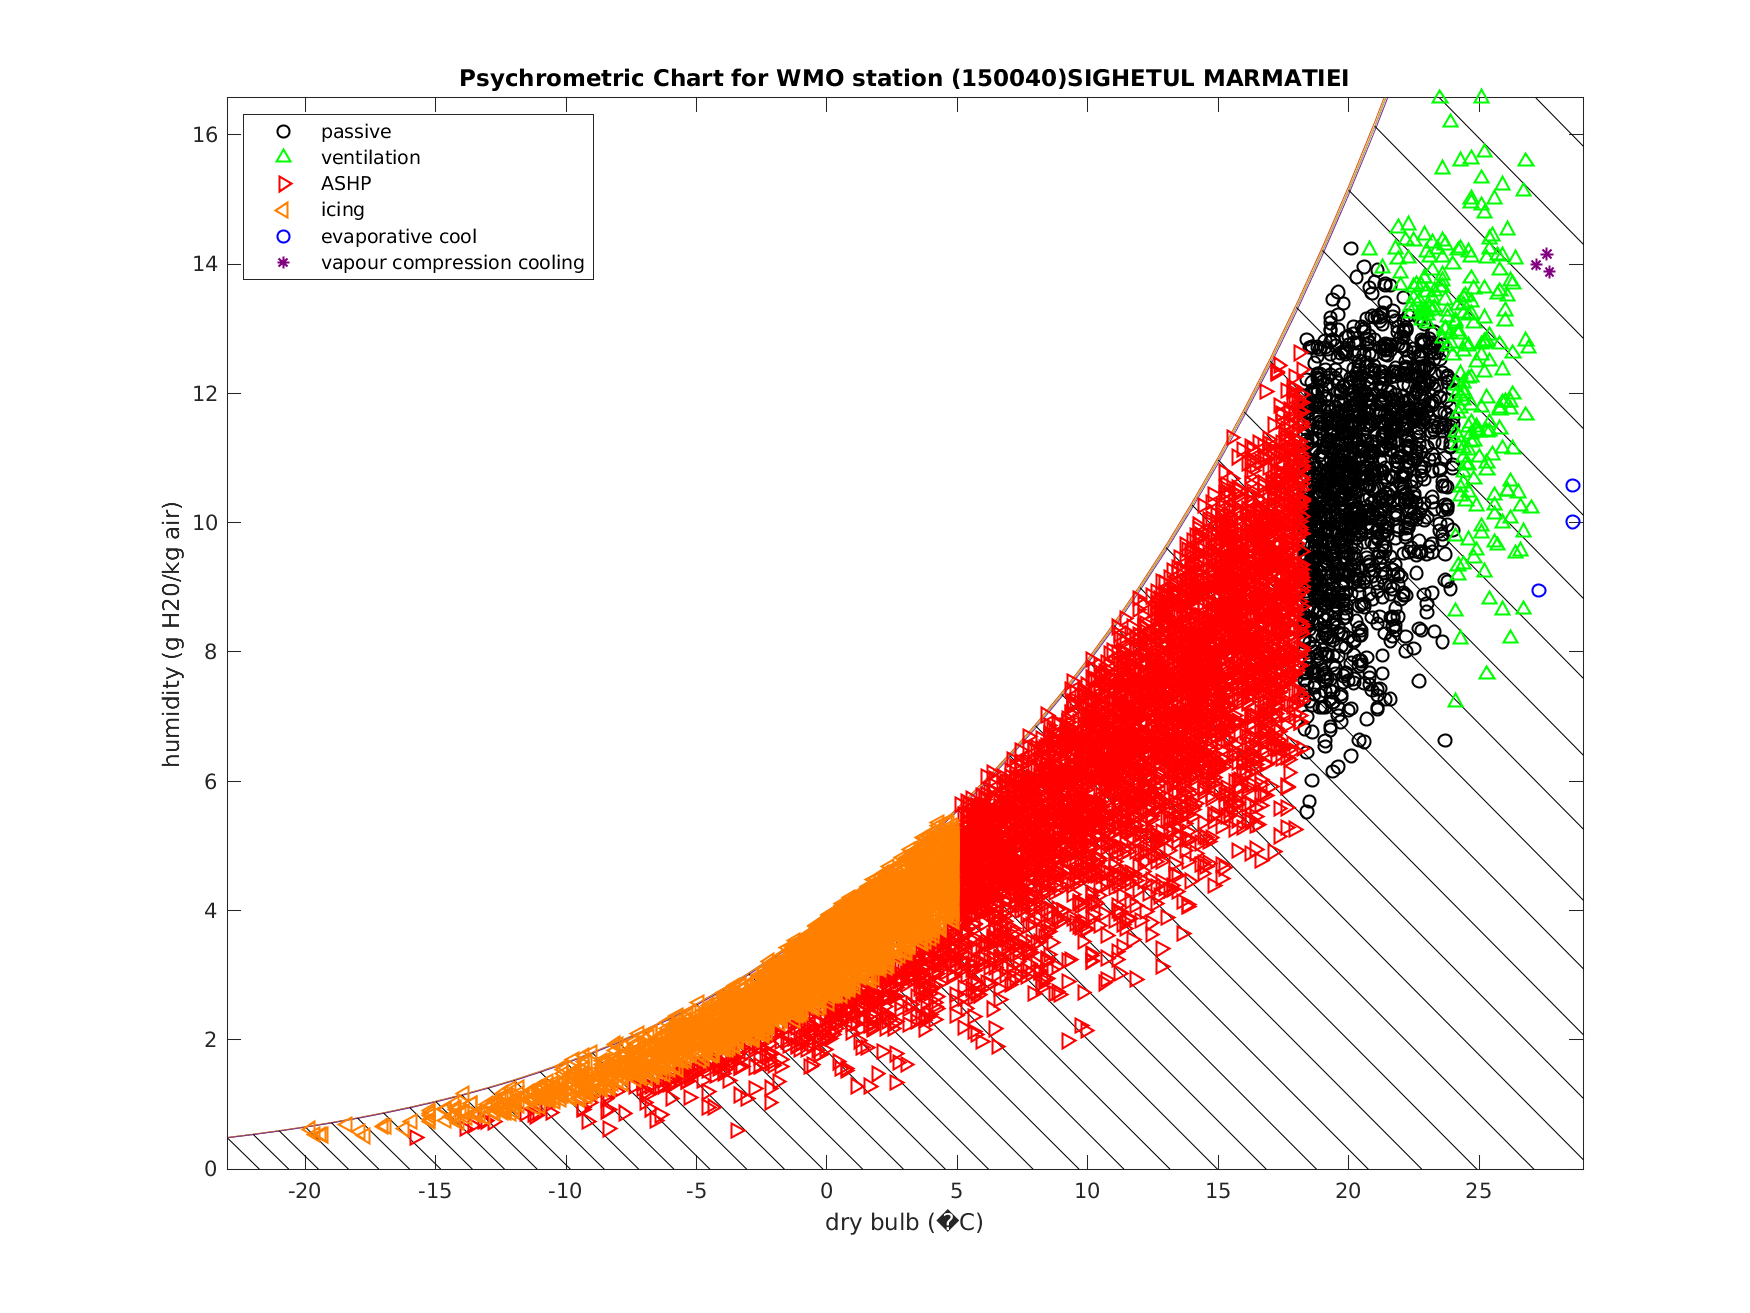 Psychrometric Chart for WMO station (150040)SIGHETUL MARMATIEI
passive
ventilation
ASHP
icing
evaporative cool
vapour compression cooling
humidity (g H20/kg air)
16
14
12
10
8
6
4
2
0
-20 -15 -10 -5 0 5 10 15 20 25
dry bulb (�C)